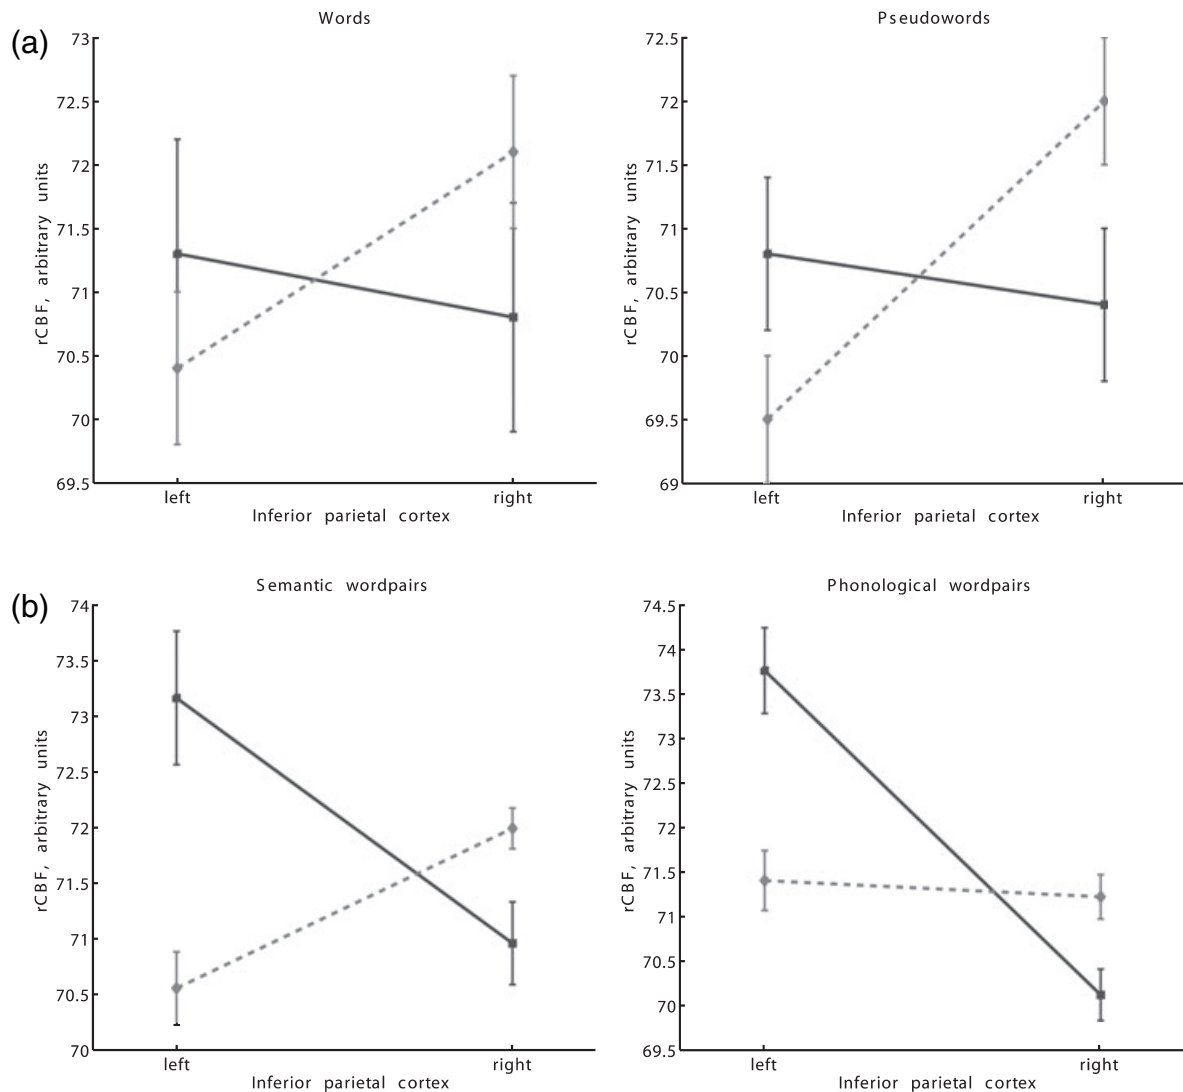 (a)
Words
73
72.5
72
71.5
71
70.5
70
69.5
rCBF, arbitrary units
left right
Inferior parietal cortex
Pseudowords
72.5
72
71.5
71
70.5
70
69.5
69
rCBF, arbitrary units
left right
Inferior parietal cortex
(b)
Semantic wordpairs
74
73.5
73
72.5
72
71.5
71
70.5
70
rCBF, arbitrary units
left right
Inferior parietal cortex
Phonological wordpairs
74.5
74
73.5
73
72.5
72
71.5
71
70.5
70
69.5
rCBF, arbitrary units
left right
Inferior parietal cortex